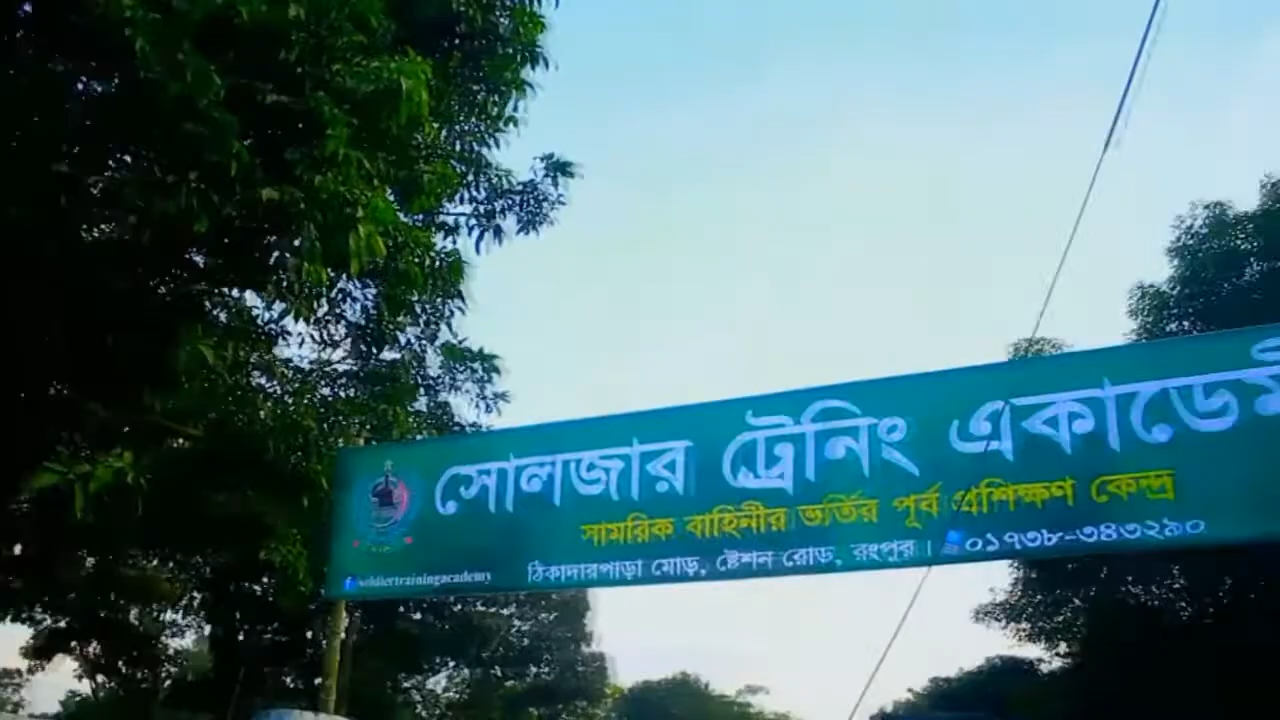 সোলজার ট্রেনিং একাডেমী
সামরিক বাহিনীর ভর্তির পূর্ব প্রশিক্ষণ কেন্দ্র
ঠিকাদারপাড়া মোড়, ষ্টেশন রোড, রংপুর। ০১৭৩৮-৩৪৩২৯০
soldiertrainingacademy